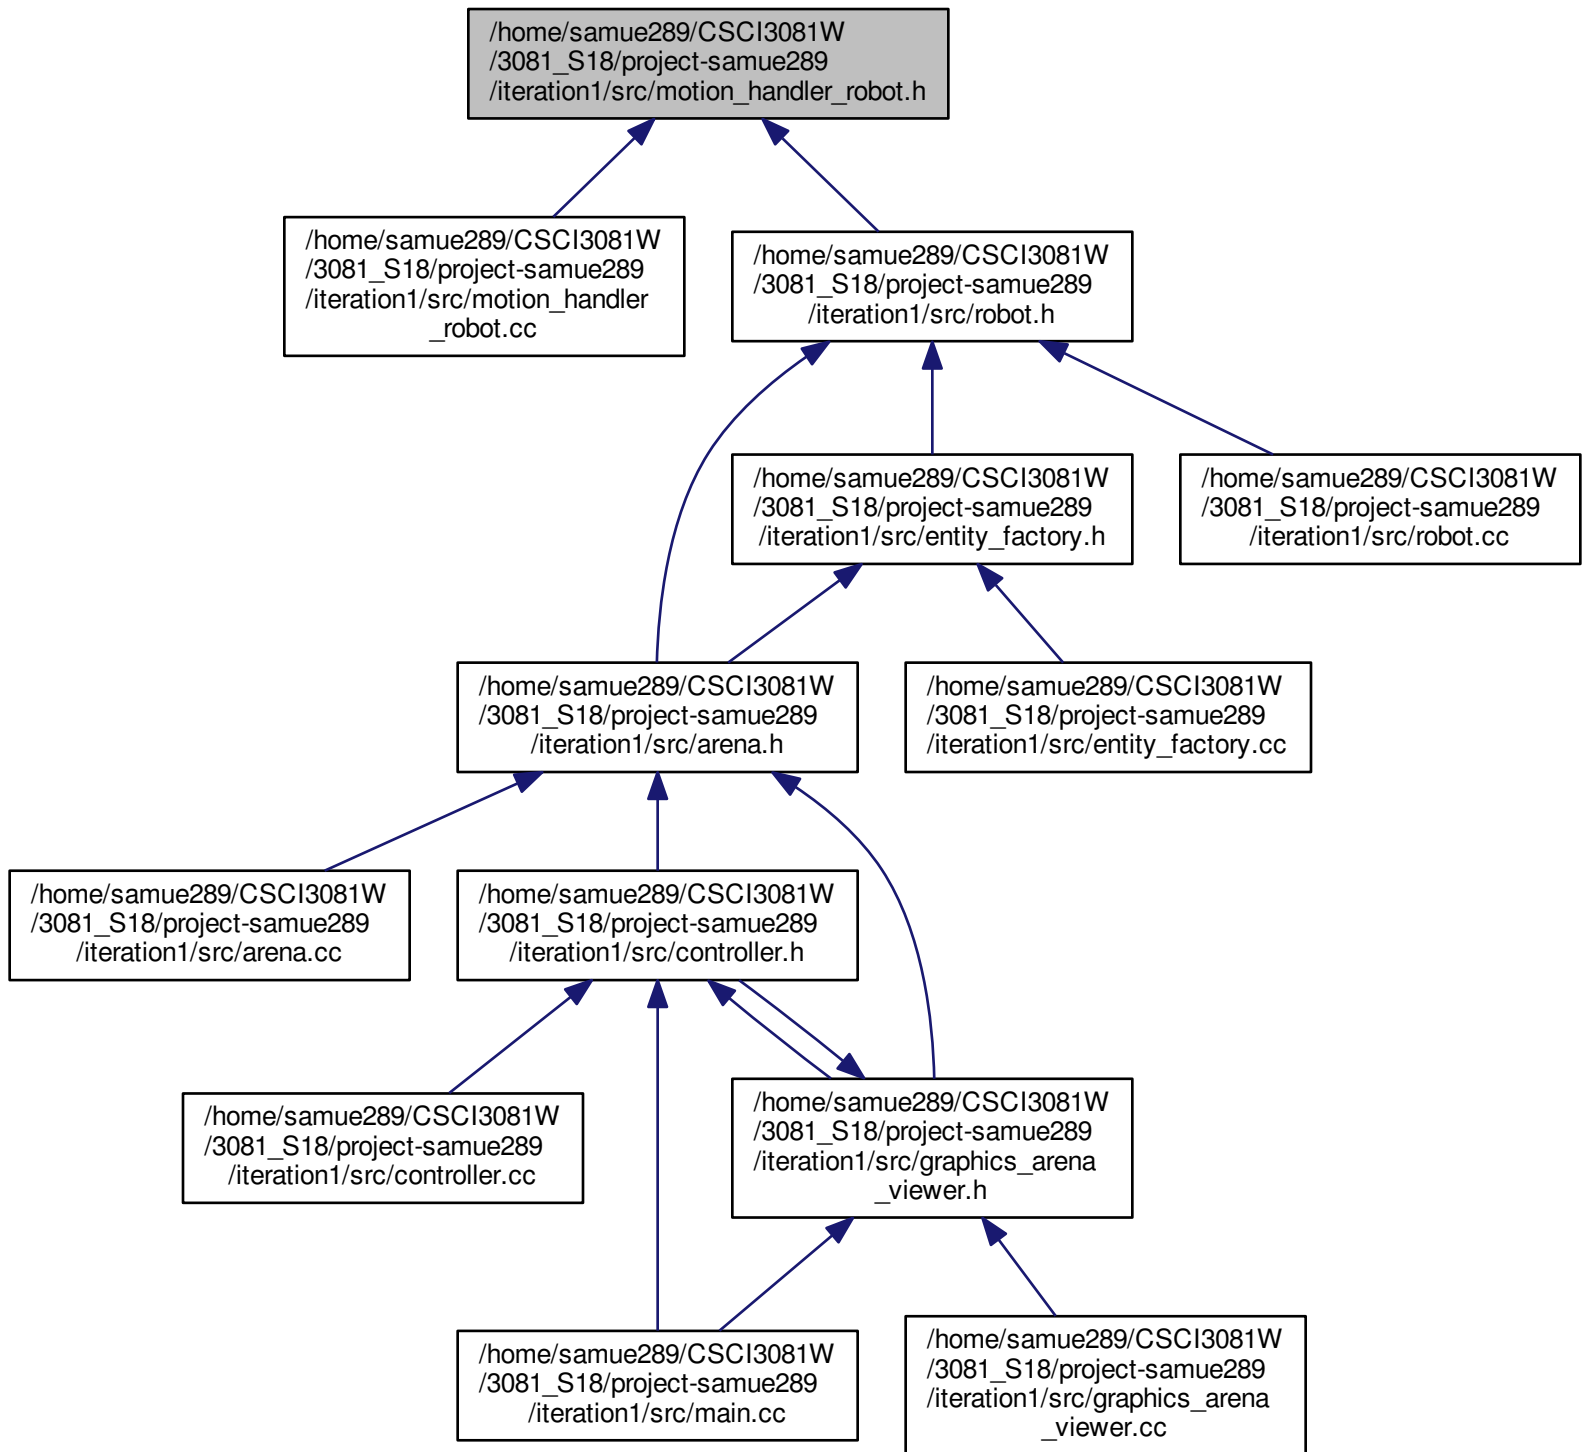 /home/samue289/CSCI3081W
/3081_S18/project-samue289
/iteration1/src/motion_handler_robot.h
/home/samue289/CSCI3081W
/3081_S18/project-samue289
/iteration1/src/motion_handler
_robot.cc
/home/samue289/CSCI3081W
/3081_S18/project-samue289
/iteration1/src/robot.h
/home/samue289/CSCI3081W
/3081_S18/project-samue289
/iteration1/src/entity_factory.h
/home/samue289/CSCI3081W
/3081_S18/project-samue289
/iteration1/src/robot.cc
/home/samue289/CSCI3081W
/3081_S18/project-samue289
/iteration1/src/arena.h
/home/samue289/CSCI3081W
/3081_S18/project-samue289
/iteration1/src/entity_factory.cc
/home/samue289/CSCI3081W
/3081_S18/project-samue289
/iteration1/src/arena.cc
/home/samue289/CSCI3081W
/3081_S18/project-samue289
/iteration1/src/controller.h
/home/samue289/CSCI3081W
/3081_S18/project-samue289
/iteration1/src/controller.cc
/home/samue289/CSCI3081W
/3081_S18/project-samue289
/iteration1/src/graphics_arena
_viewer.h
/home/samue289/CSCI3081W
/3081_S18/project-samue289
/iteration1/src/main.cc
/home/samue289/CSCI3081W
/3081_S18/project-samue289
/iteration1/src/graphics_arena
_viewer.cc